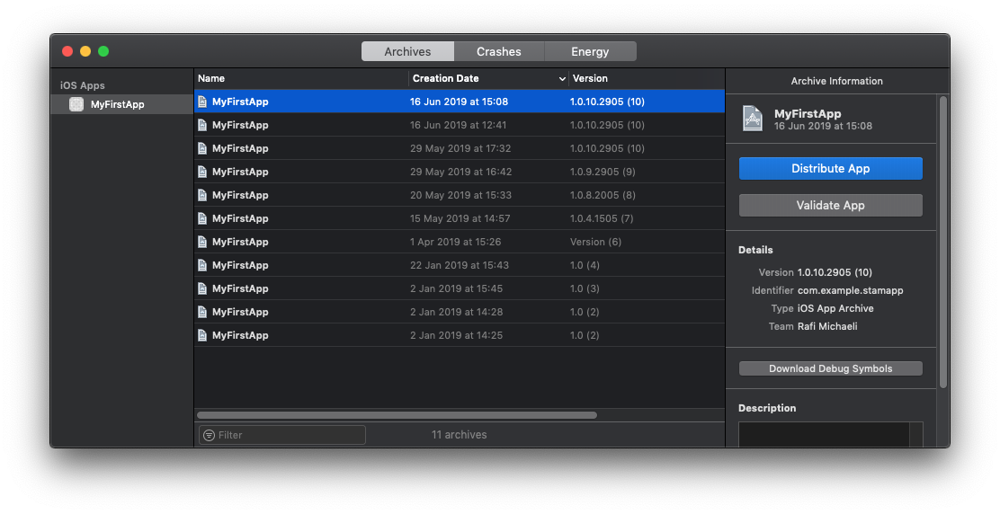 Archives Crashes Energy
iOS Apps
MyFirstApp
Name Creation Date Version
MyFirstApp 16 Jun 2019 at 15:08 1.0.10.2905 (10)
MyFirstApp 16 Jun 2019 at 12:41 1.0.10.2905 (10)
MyFirstApp 29 May 2019 at 17:32 1.0.10.2905 (10)
MyFirstApp 29 May 2019 at 16:42 1.0.9.2905 (9)
MyFirstApp 20 May 2019 at 15:33 1.0.8.2005 (8)
MyFirstApp 15 May 2019 at 14:57 1.0.4.1505 (7)
MyFirstApp 1 Apr 2019 at 15:26 Version (6)
MyFirstApp 22 Jan 2019 at 15:43 1.0 (4)
MyFirstApp 2 Jan 2019 at 15:45 1.0 (3)
MyFirstApp 2 Jan 2019 at 14:28 1.0 (2)
MyFirstApp 2 Jan 2019 at 14:25 1.0 (2)
Filter 11 archives
Archive Information
MyFirstApp
16 Jun 2019 at 15:08
Distribute App
Validate App
Details
Version 1.0.10.2905 (10)
Identifier com.example.stamapp
Type iOS App Archive
Team Rafi Michaeli
Download Debug Symbols
Description